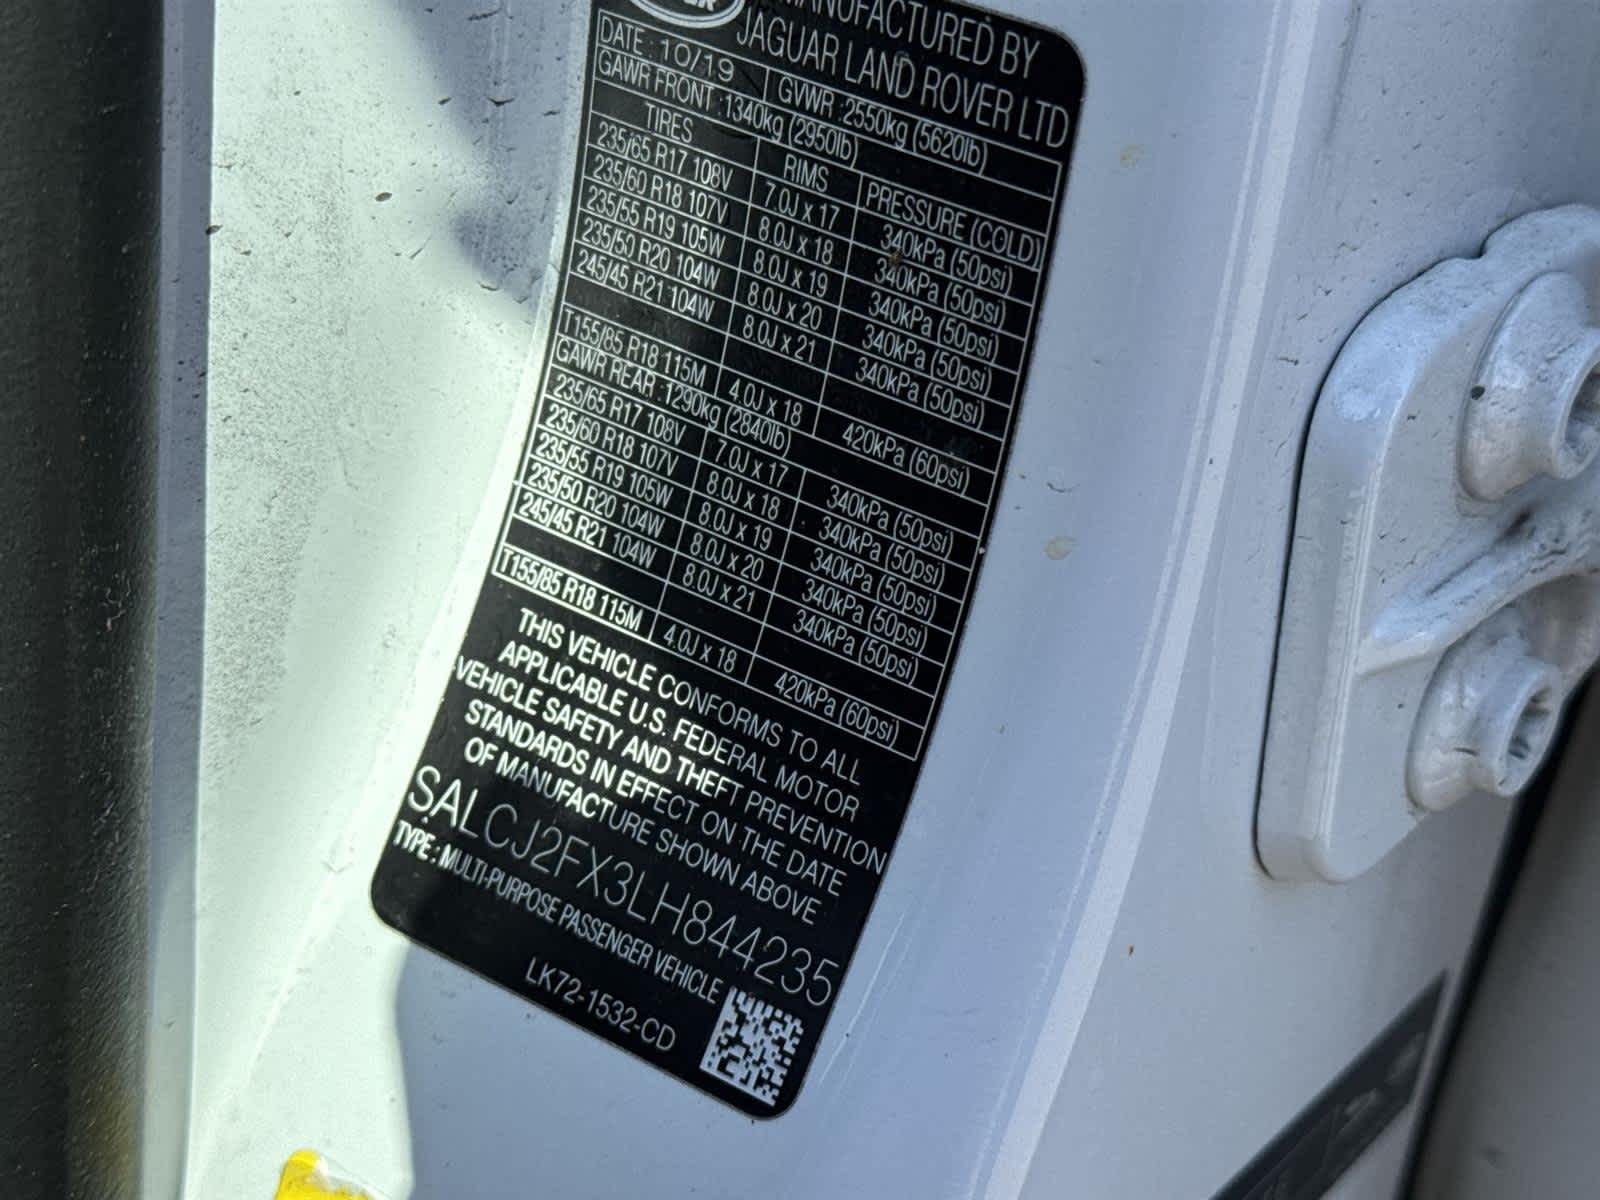 MANUFACTURED BY
JAGUAR LAND ROVER LTD
DATE : 10/19 GVWR :2550kg (5620lb)
GAWR FRONT :1340kg (2950lb)
TIRES RIMS PRESSURE (COLD)
235/65 R17 108V 7.0J x 17 340kPa (50psi)
235/60 R18 107V 8.0J x 18 340kPa (50psi)
235/55 R19 105W 8.0J x 19 340kPa (50psi)
235/50 R20 104W 8.0J x 20 340kPa (50psi)
245/45 R21 104W 8.0J x 21 340kPa (50psi)
T155/85 R18 115M 4.0J x 18 420kPa (60psi)
GAWR REAR :1290kg (2840lb)
235/65 R17 108V 7.0J x 17 340kPa (50psi)
235/60 R18 107V 8.0J x 18 340kPa (50psi)
235/55 R19 105W 8.0J x 19 340kPa (50psi)
235/50 R20 104W 8.0J x 20 340kPa (50psi)
245/45 R21 104W 8.0J x 21 340kPa (50psi)
T155/85 R18 115M 4.0J x 18 420kPa (60psi)
THIS VEHICLE CONFORMS TO ALL
APPLICABLE U.S. FEDERAL MOTOR
VEHICLE SAFETY AND THEFT PREVENTION
STANDARDS IN EFFECT ON THE DATE
OF MANUFACTURE SHOWN ABOVE
SALCJ2FX3LH844235
TYPE : MULTI-PURPOSE PASSENGER VEHICLE
LK72-1532-CD